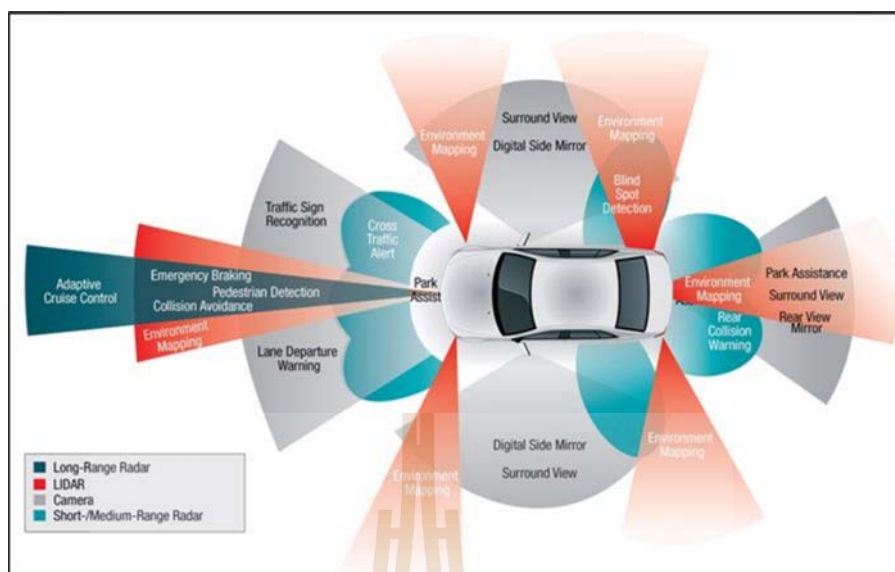 Surround View
Digital Side Mirror
Environment
Mapping
Environment
Mapping
Blind
Spot
Detection
Traffic Sign
Recognition
Cross
Traffic
Alert
Adaptive
Cruise Control
Emergency Braking
Pedestrian Detection
Collision Avoidance
Environment
Mapping
Park
Assist
Environment
Mapping
Park Assistance
Surround View
Rear View
Mirror
Rear
Collision
Warning
Lane Departure
Warning
Digital Side Mirror
Surround View
Environment
Mapping
Environment
Mapping
Long-Range Radar
LIDAR
Camera
Short-/Medium-Range Radar